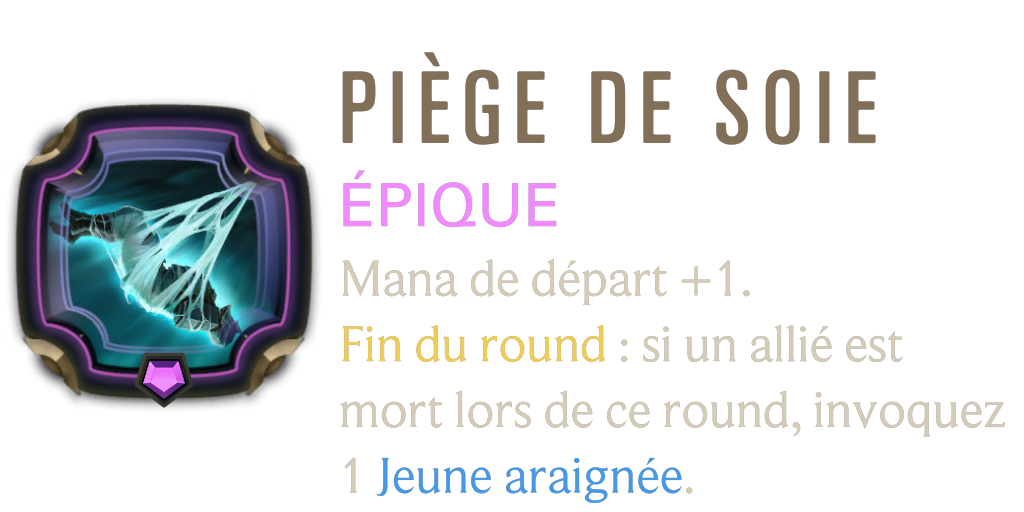 PIÈGE DE SOIE
ÉPIQUE
Mana de départ +1.
Fin du round : si un allié est
mort lors de ce round, invoquez
1 Jeune araignée.